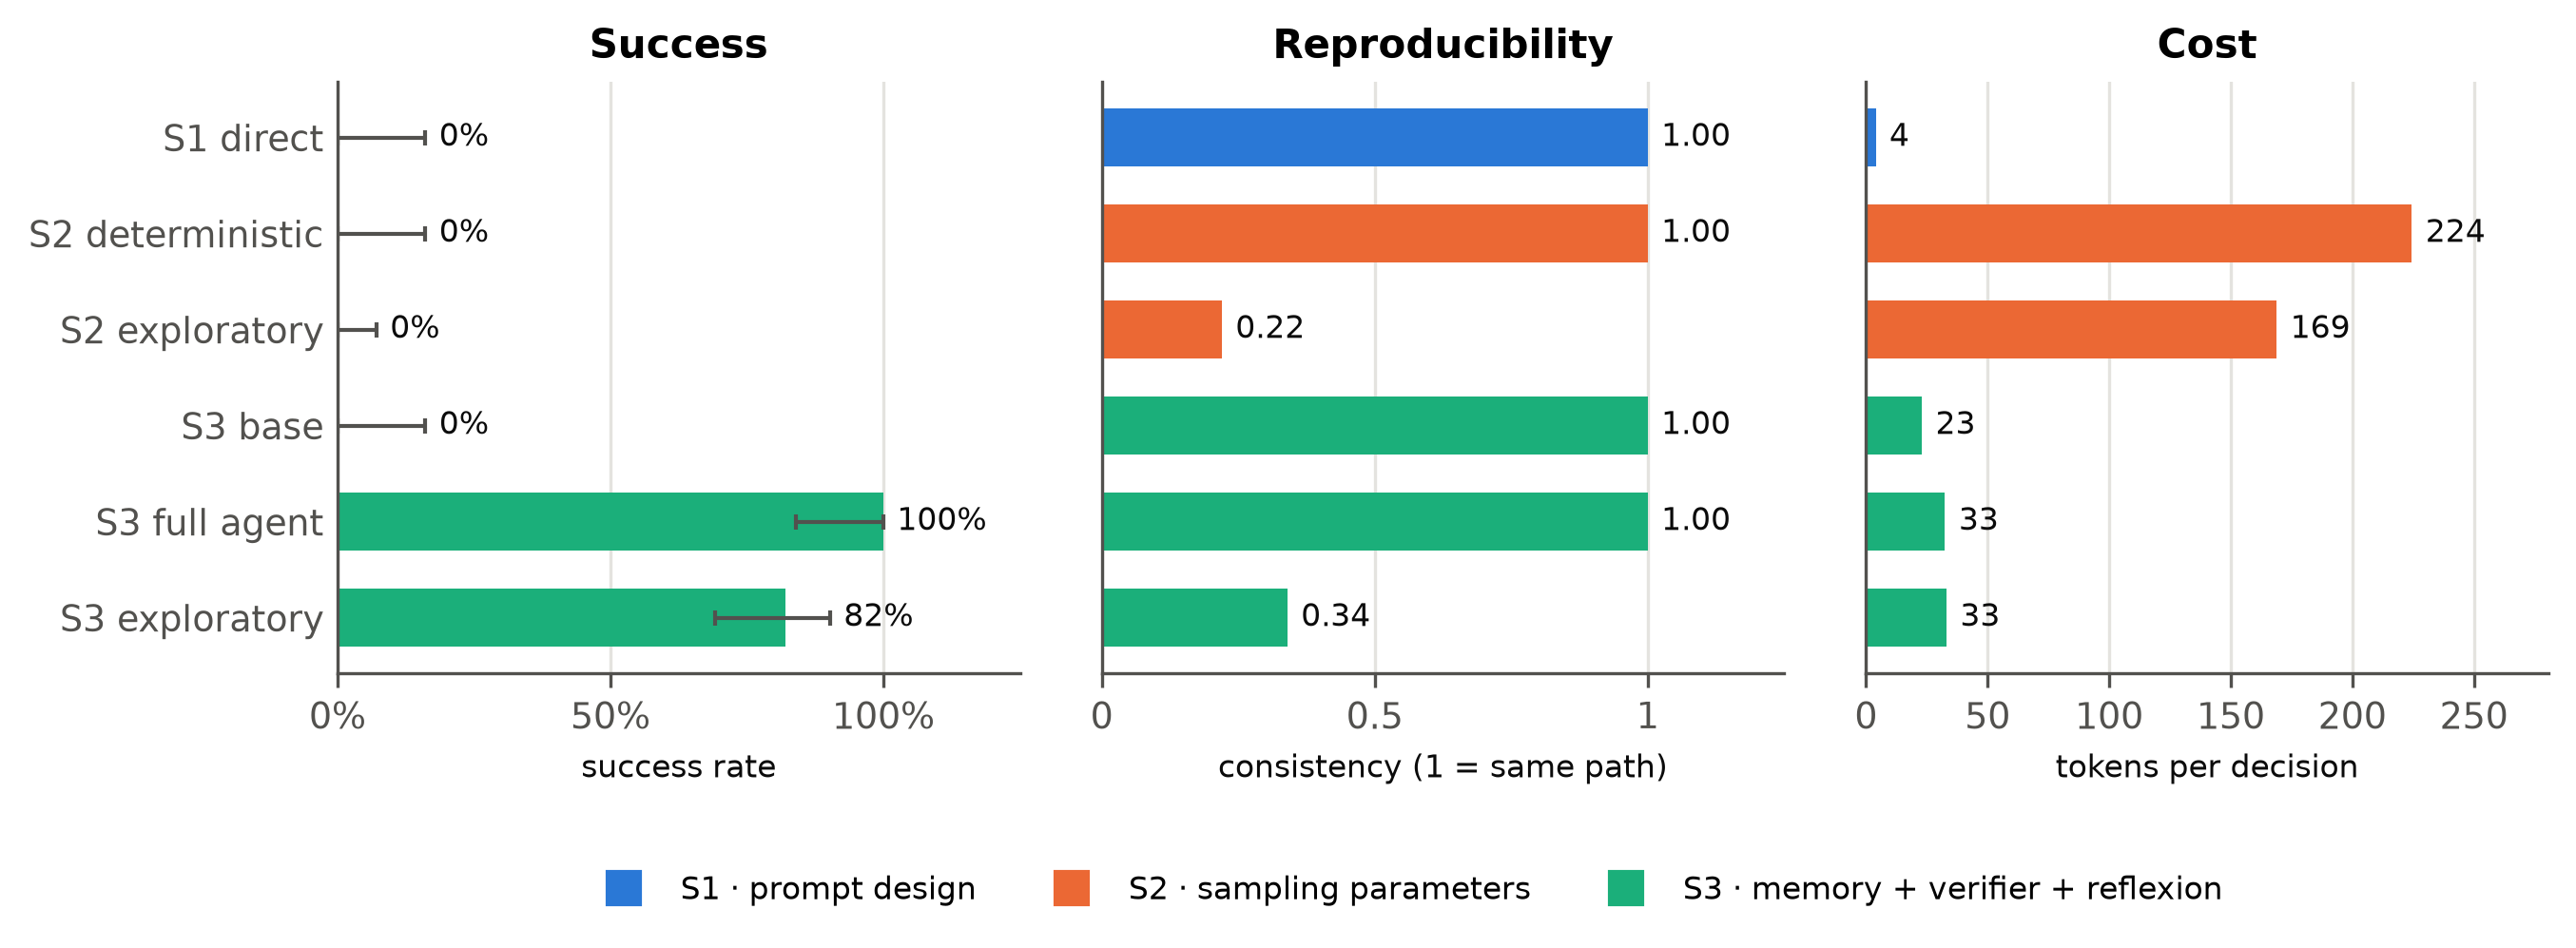 Success
Reproducibility
Cost
S1 direct
S2 deterministic
S2 exploratory
S3 base
S3 full agent
S3 exploratory
0%
0%
0%
0%
100%
82%
0%
50%
100%
success rate
1.00
1.00
0.22
1.00
1.00
0.34
0
0.5
1
consistency (1 = same path)
4
224
169
23
33
33
0
50
100
150
200
250
tokens per decision
S1 · prompt design
S2 · sampling parameters
S3 · memory + verifier + reflexion